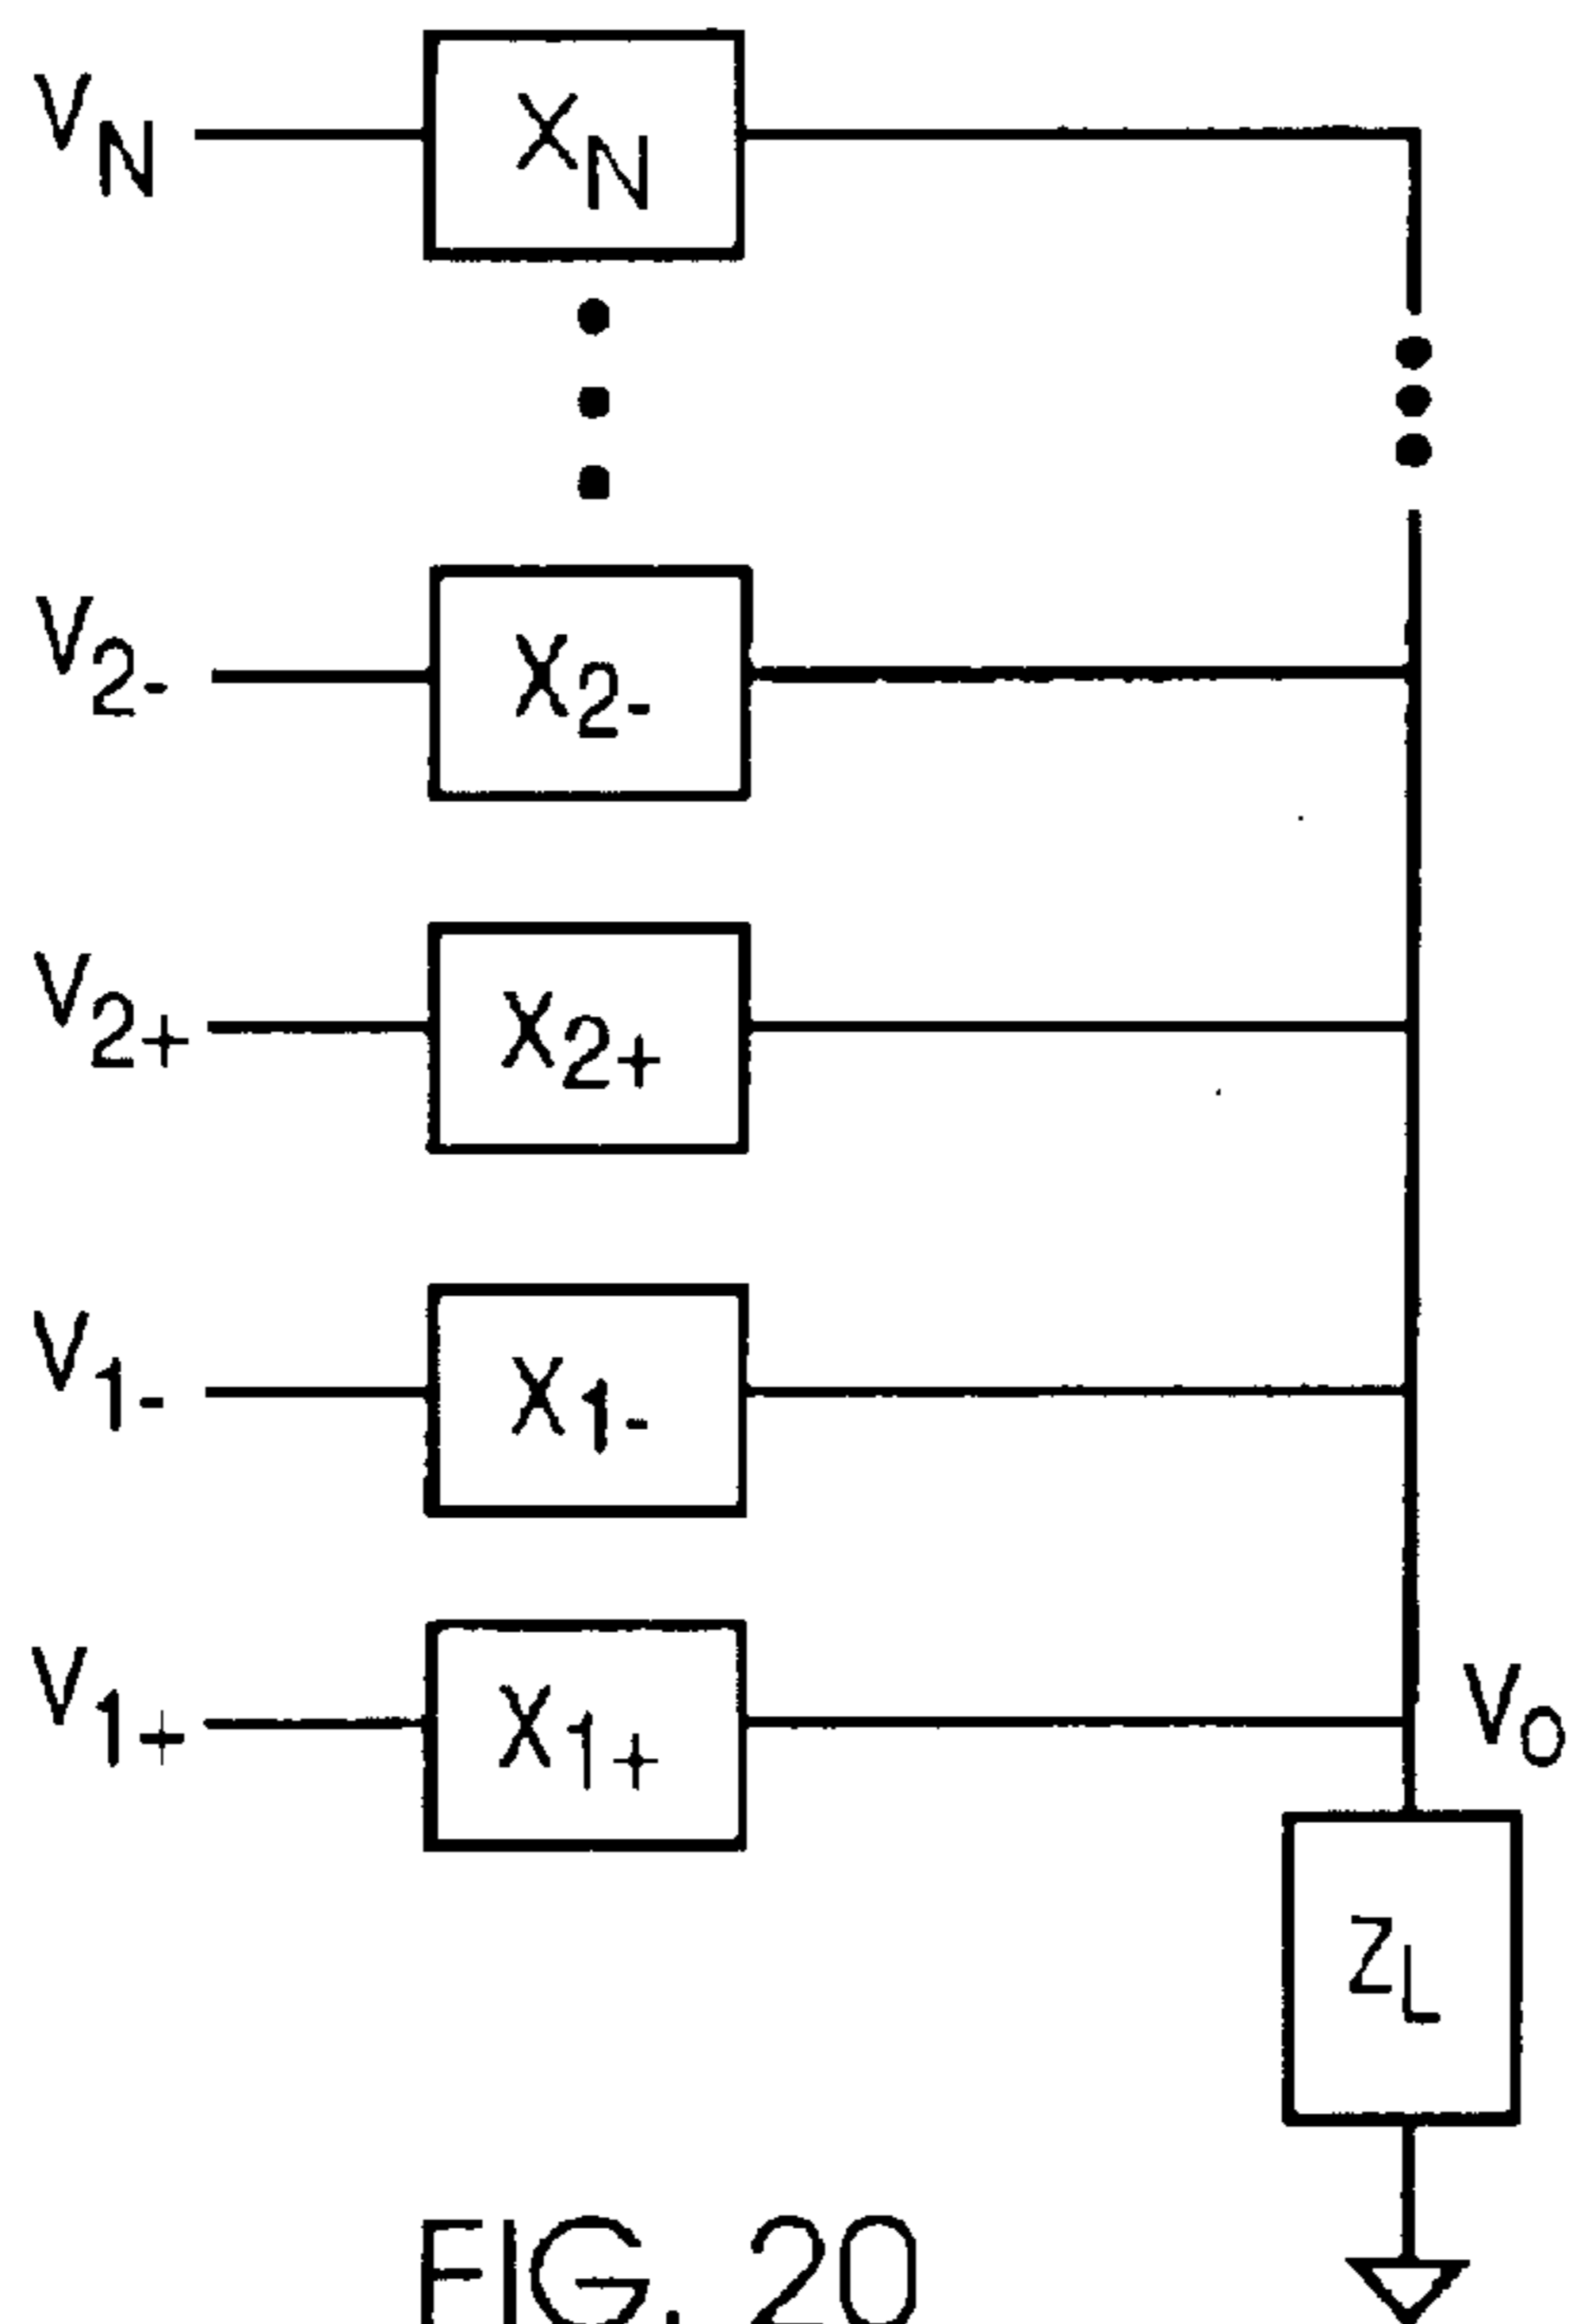 VN
XN
V2-
X2-
V2+
X2+
V1-
X1-
V1+
X1+
VO
ZL
FIG. 20